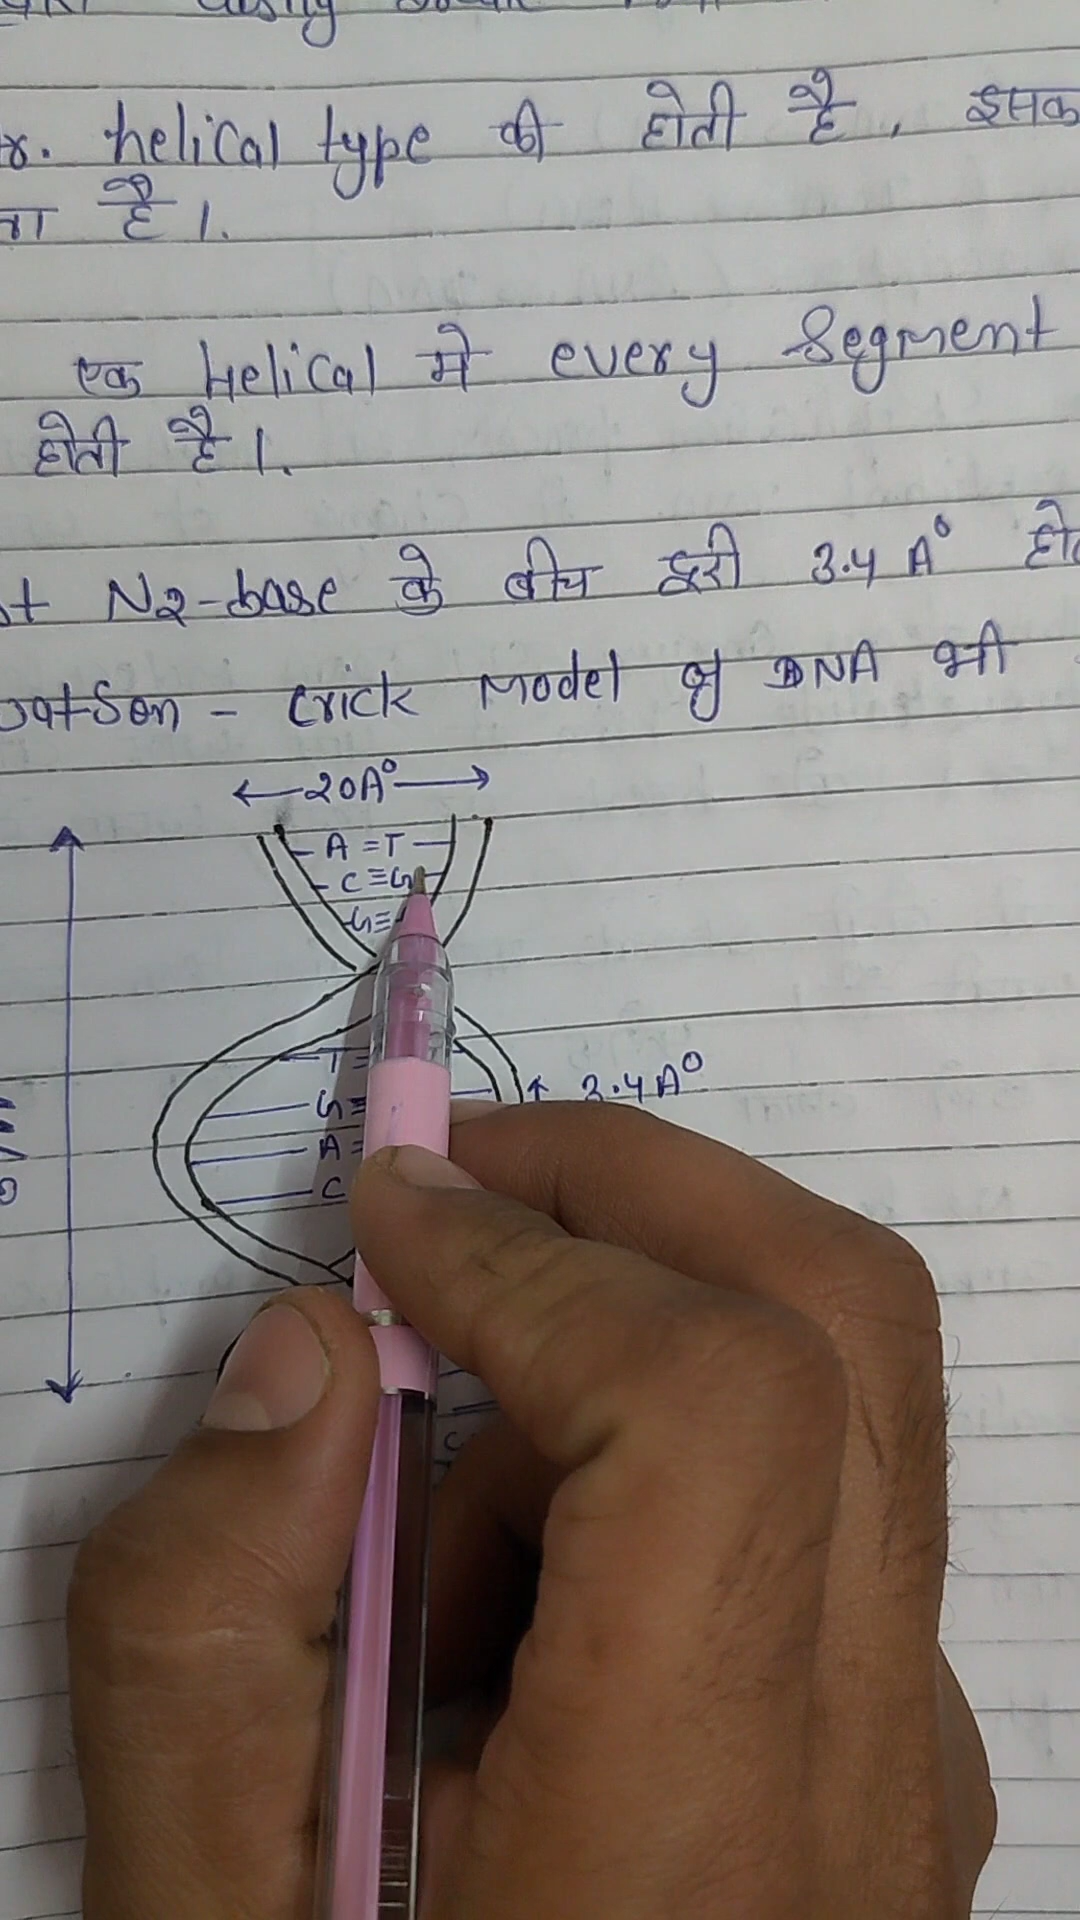 using
helical type की होती है, इसक
है।.
एक Helical मे every Segment
होती है।.
N2-base के बीच दूरी 3.4 A°
Watson - Crick Model of DNA भी
20A°
A = T
C ≡ G
G ≡
T =
G ≡
3.4A°
A =
C